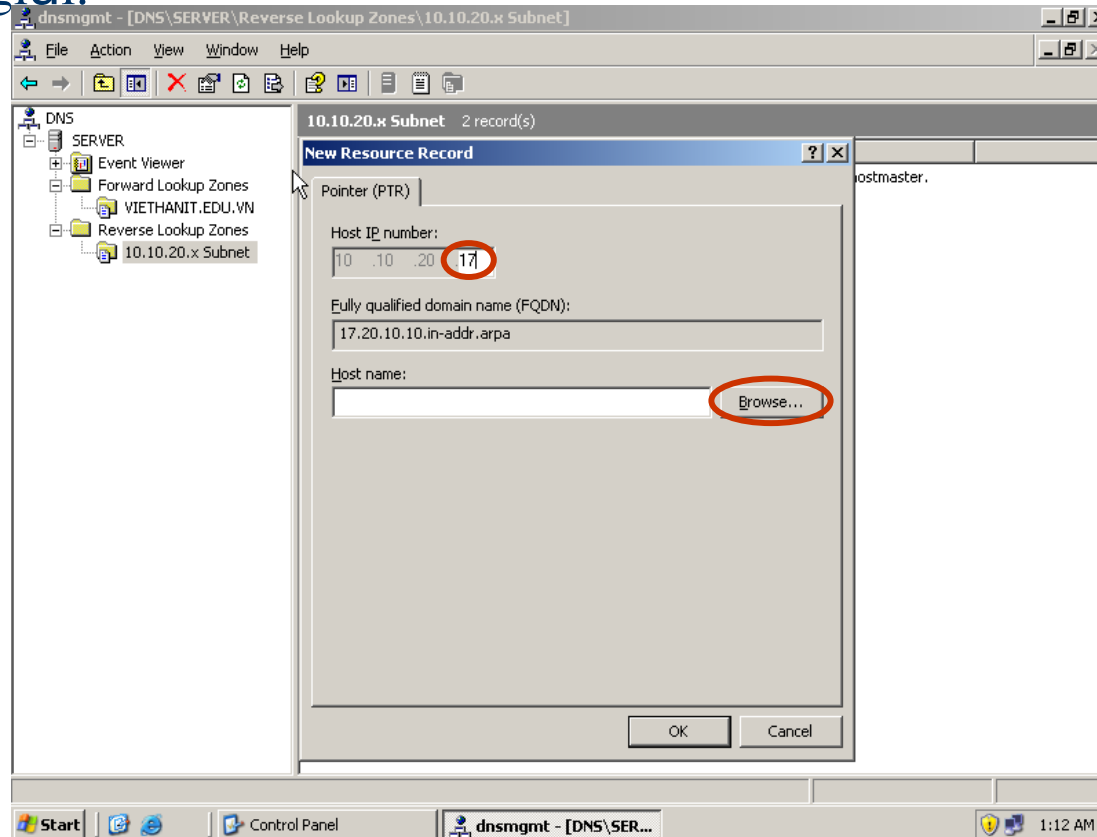 dnsmgmt - [DNS\SERVER\Reverse Lookup Zones\10.10.20.x Subnet]
File Action View Window Help
DNS
SERVER
Event Viewer
Forward Lookup Zones
VIETHANIT.EDU.VN
Reverse Lookup Zones
10.10.20.x Subnet
10.10.20.x Subnet 2 record(s)
ostmaster.
New Resource Record
Pointer (PTR)
Host IP number:
10 .10 .20 .17
Fully qualified domain name (FQDN):
17.20.10.10.in-addr.arpa
Host name:
Browse...
OK Cancel
Start Control Panel dnsmgmt - [DNS\SER... 1:12 AM